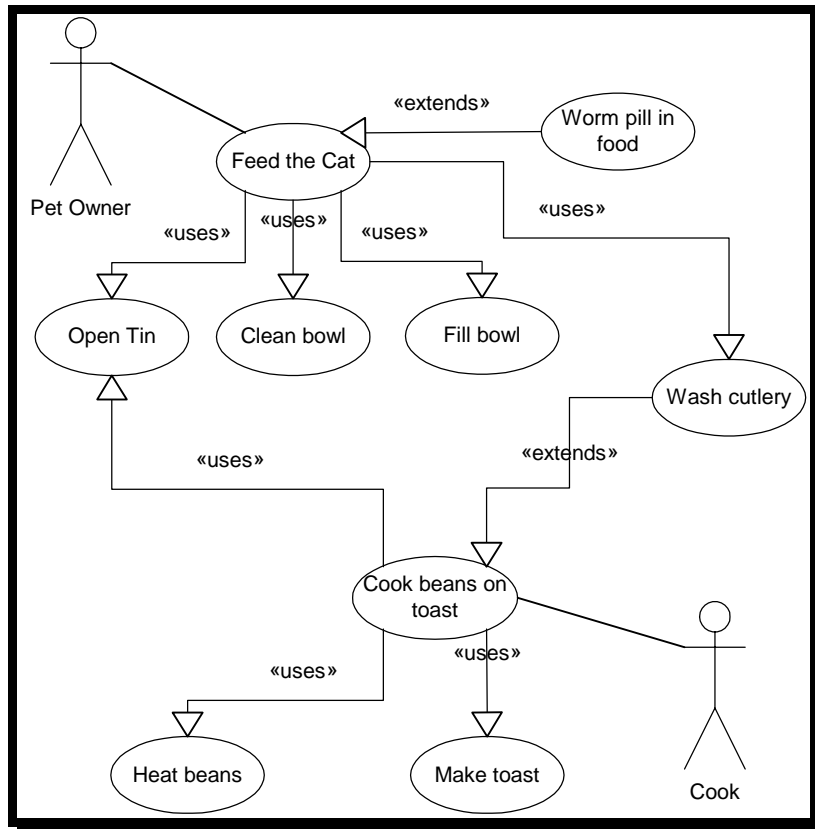 «extends»
Worm pill in
food
Feed the Cat
Pet Owner
«uses»
«uses»
«uses»
«uses»
Open Tin
Clean bowl
Fill bowl
Wash cutlery
«uses»
«extends»
Cook beans on
toast
«uses»
«uses»
Heat beans
Make toast
Cook